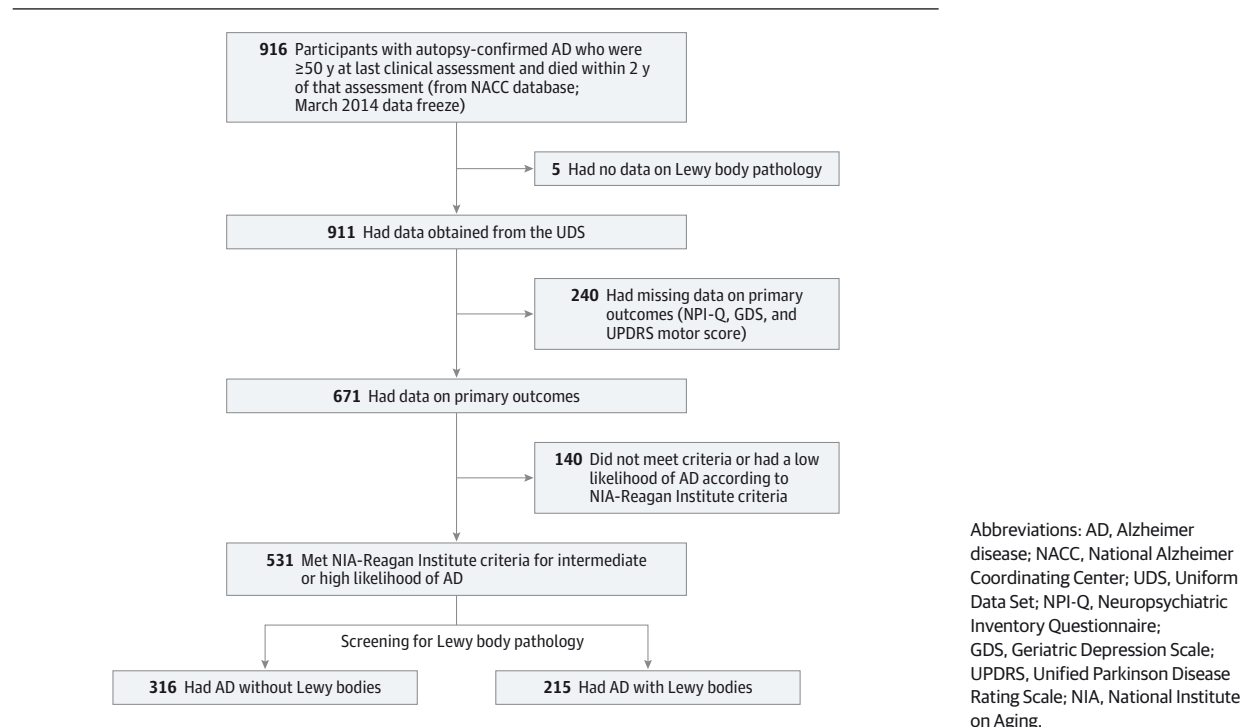 916 Participants with autopsy-confirmed AD who were
≥50 y at last clinical assessment and died within 2 y
of that assessment (from NACC database;
March 2014 data freeze)
5 Had no data on Lewy body pathology
911 Had data obtained from the UDS
240 Had missing data on primary
outcomes (NPI-Q, GDS, and
UPDRS motor score)
671 Had data on primary outcomes
140 Did not meet criteria or had a low
likelihood of AD according to
NIA-Reagan Institute criteria
531 Met NIA-Reagan Institute criteria for intermediate
or high likelihood of AD
Screening for Lewy body pathology
316 Had AD without Lewy bodies
215 Had AD with Lewy bodies
Abbreviations: AD, Alzheimer
disease; NACC, National Alzheimer
Coordinating Center; UDS, Uniform
Data Set; NPI-Q, Neuropsychiatric
Inventory Questionnaire;
GDS, Geriatric Depression Scale;
UPDRS, Unified Parkinson Disease
Rating Scale; NIA, National Institute
on Aging.